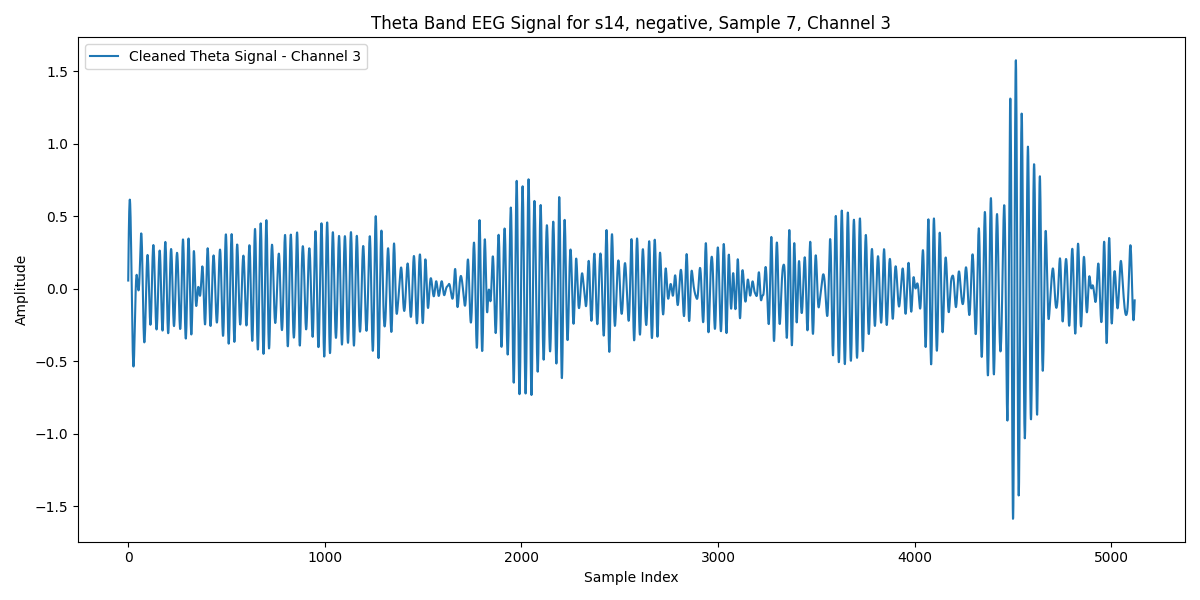 Theta Band EEG Signal for s14, negative, Sample 7, Channel 3
Cleaned Theta Signal - Channel 3
Amplitude
1.5
1.0
0.5
0.0
−0.5
−1.0
−1.5
0 1000 2000 3000 4000 5000
Sample Index